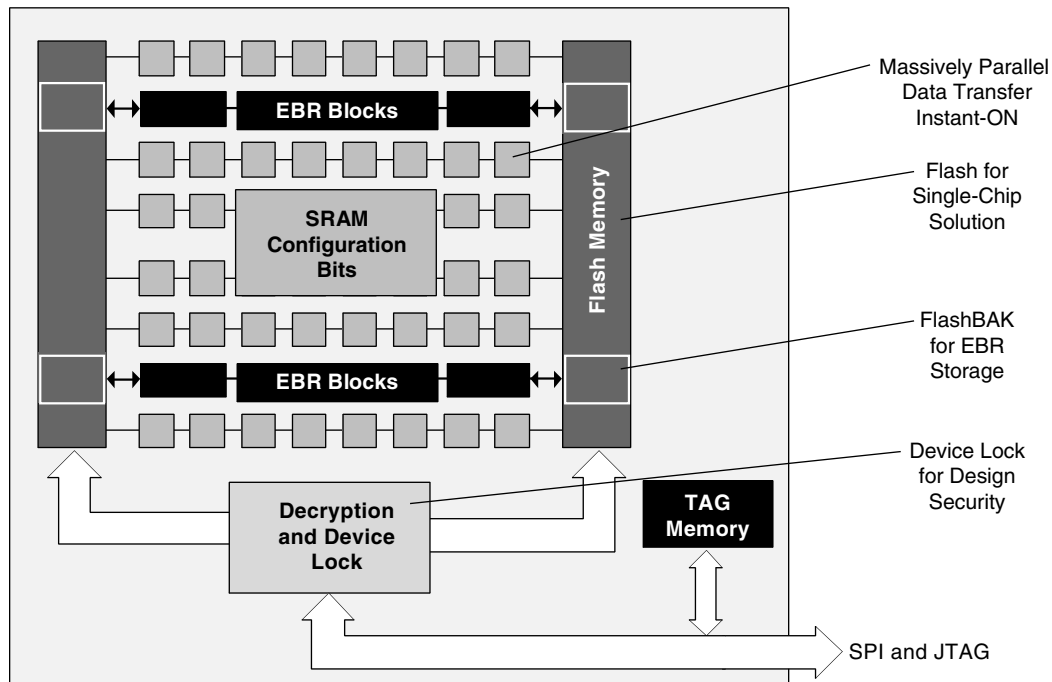 EBR Blocks
SRAM
Configuration
Bits
EBR Blocks
Flash Memory
Massively Parallel
Data Transfer
Instant-ON
Flash for
Single-Chip
Solution
FlashBAK
for EBR
Storage
Device Lock
for Design
Security
Decryption
and Device
Lock
TAG
Memory
SPI and JTAG